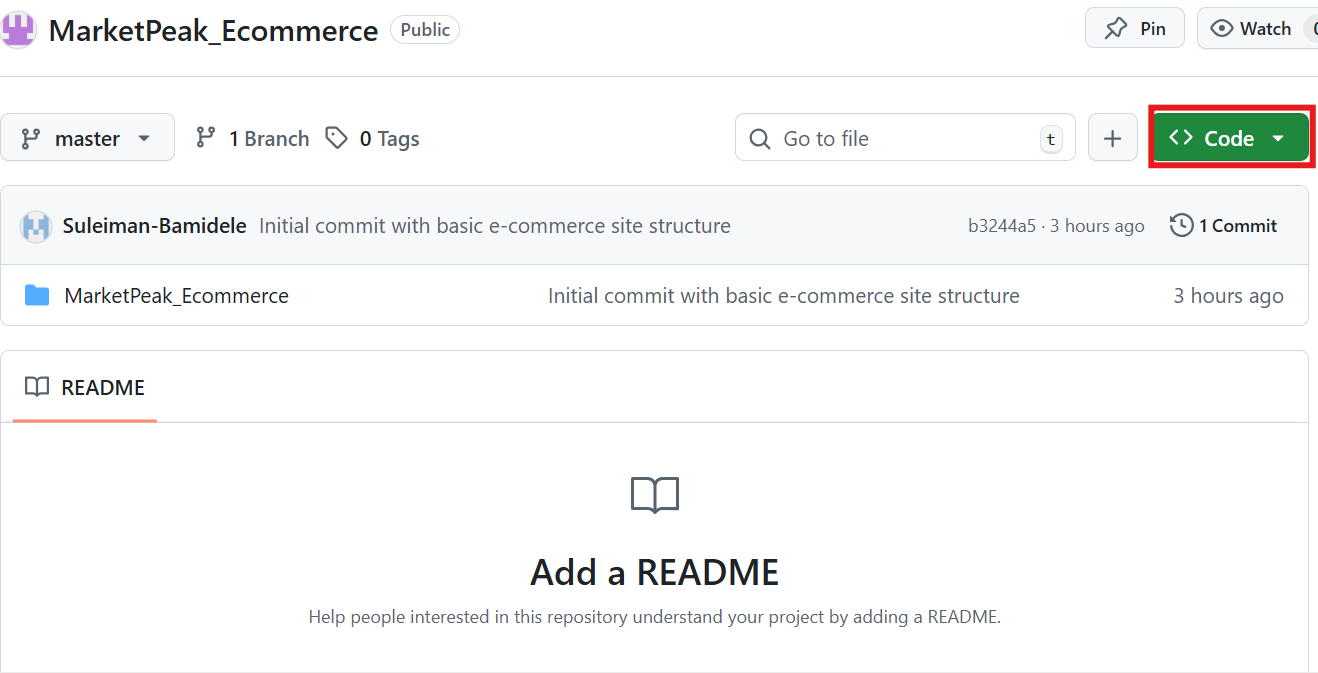 MarketPeak_Ecommerce Public Pin Watch
master 1 Branch 0 Tags Go to file t Code
Suleiman-Bamidele Initial commit with basic e-commerce site structure b3244a5 · 3 hours ago 1 Commit
MarketPeak_Ecommerce Initial commit with basic e-commerce site structure 3 hours ago
README
Add a README
Help people interested in this repository understand your project by adding a README.